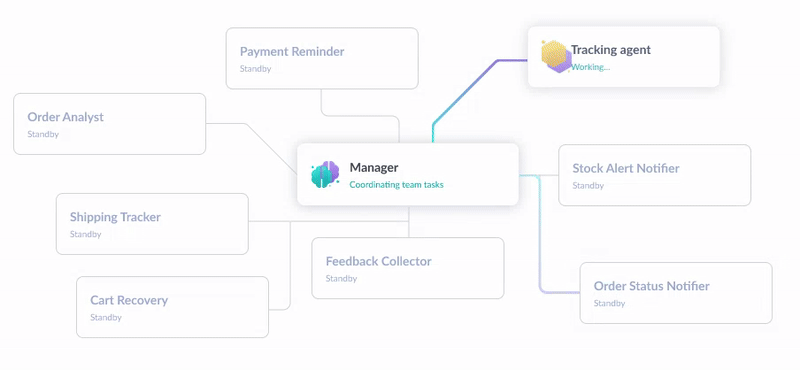 Payment Reminder
Standby
Tracking agent
Working...
Order Analyst
Standby
Manager
Coordinating team tasks
Stock Alert Notifier
Standby
Shipping Tracker
Standby
Feedback Collector
Standby
Order Status Notifier
Standby
Cart Recovery
Standby